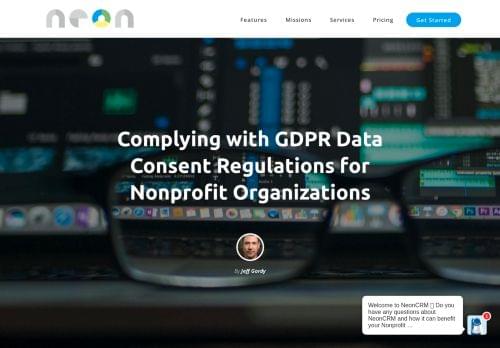 neon
Features
Missions
Services
Pricing
Get Started
Complying with GDPR Data
Consent Regulations for
Nonprofit Organizations
By Jeff Gordy
Welcome to NeonCRM ▯ Do you
have any questions about
NeonCRM and how it can benefit
your Nonprofit ...
1